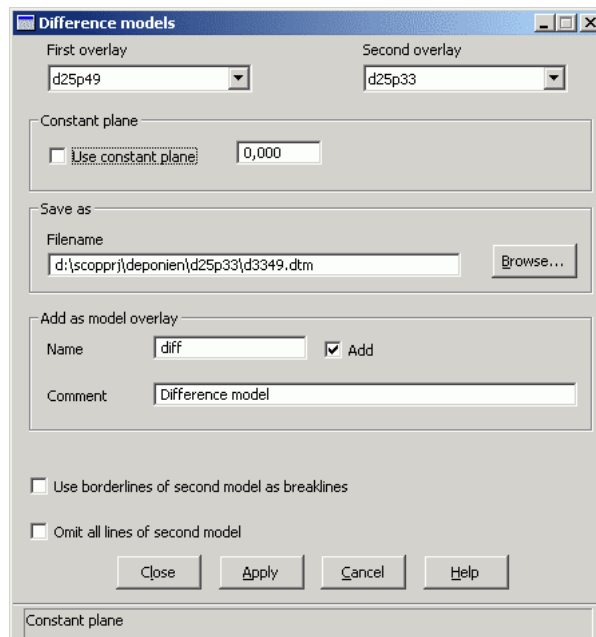 Difference models
First overlay
Second overlay
d25p49
d25p33
Constant plane
Use constant plane
0,000
Save as
Filename
d:\scopprj\deponien\d25p33\d3349.dtm
Browse...
Add as model overlay
Name
diff
Add
Comment
Difference model
Use borderlines of second model as breaklines
Omit all lines of second model
Close
Apply
Cancel
Help
Constant plane